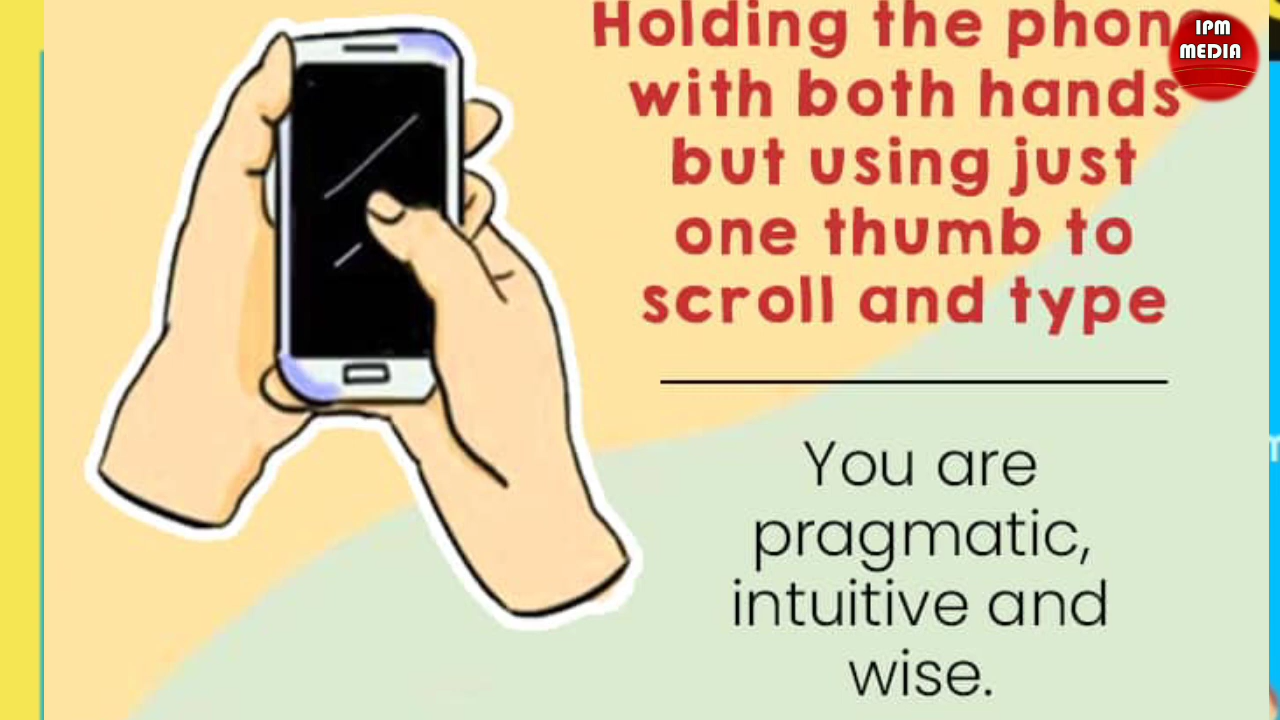 Holding the phone
with both hands
but using just
one thumb to
scroll and type
You are
pragmatic,
intuitive and
wise.
IPM
MEDIA